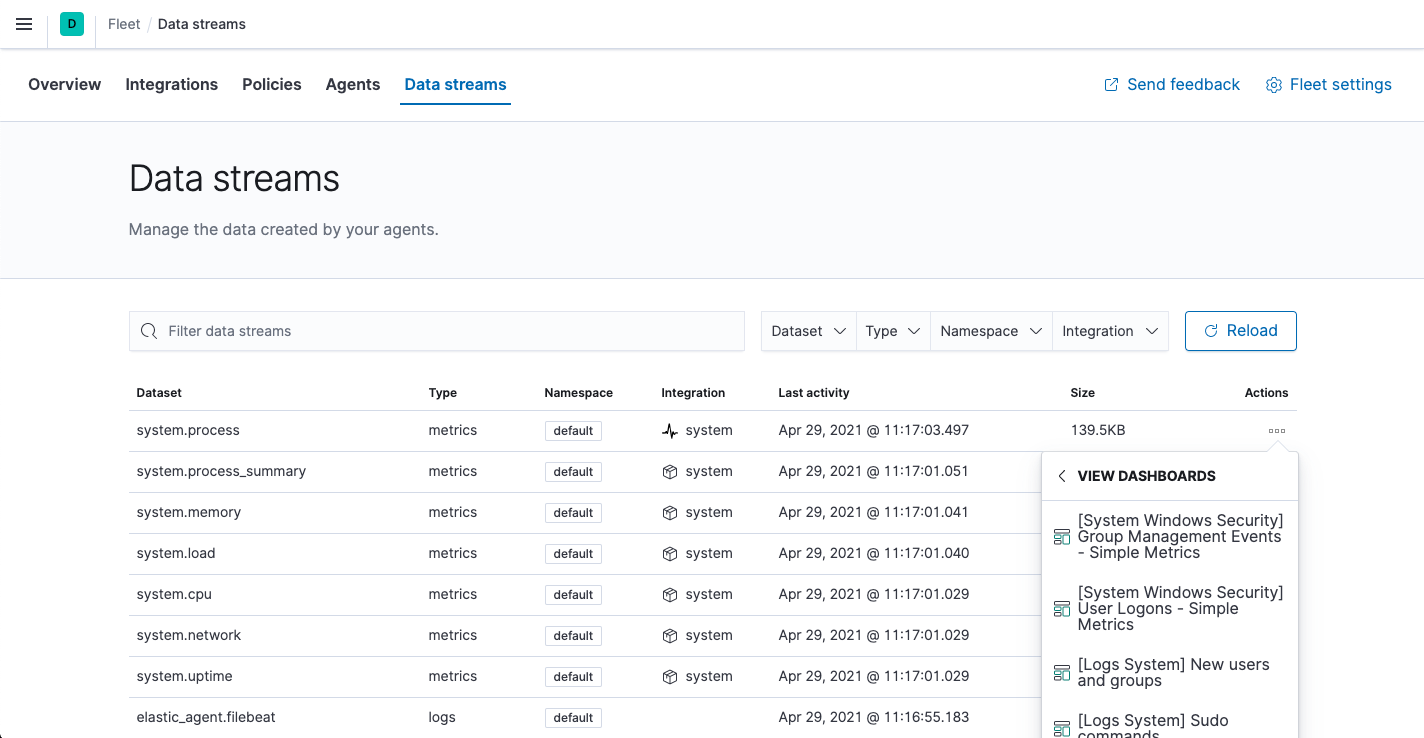 D Fleet / Data streams
Overview Integrations Policies Agents Data streams Send feedback Fleet settings
Data streams
Manage the data created by your agents.
Filter data streams Dataset Type Namespace Integration Reload
Dataset Type Namespace Integration Last activity Size Actions
system.process metrics default system Apr 29, 2021 @ 11:17:03.497 139.5KB
system.process_summary metrics default system Apr 29, 2021 @ 11:17:01.051
system.memory metrics default system Apr 29, 2021 @ 11:17:01.041
system.load metrics default system Apr 29, 2021 @ 11:17:01.040
system.cpu metrics default system Apr 29, 2021 @ 11:17:01.029
system.network metrics default system Apr 29, 2021 @ 11:17:01.029
system.uptime metrics default system Apr 29, 2021 @ 11:17:01.029
elastic_agent.filebeat logs default Apr 29, 2021 @ 11:16:55.183
VIEW DASHBOARDS
[System Windows Security]
Group Management Events
- Simple Metrics
[System Windows Security]
User Logons - Simple
Metrics
[Logs System] New users
and groups
[Logs System] Sudo
commands